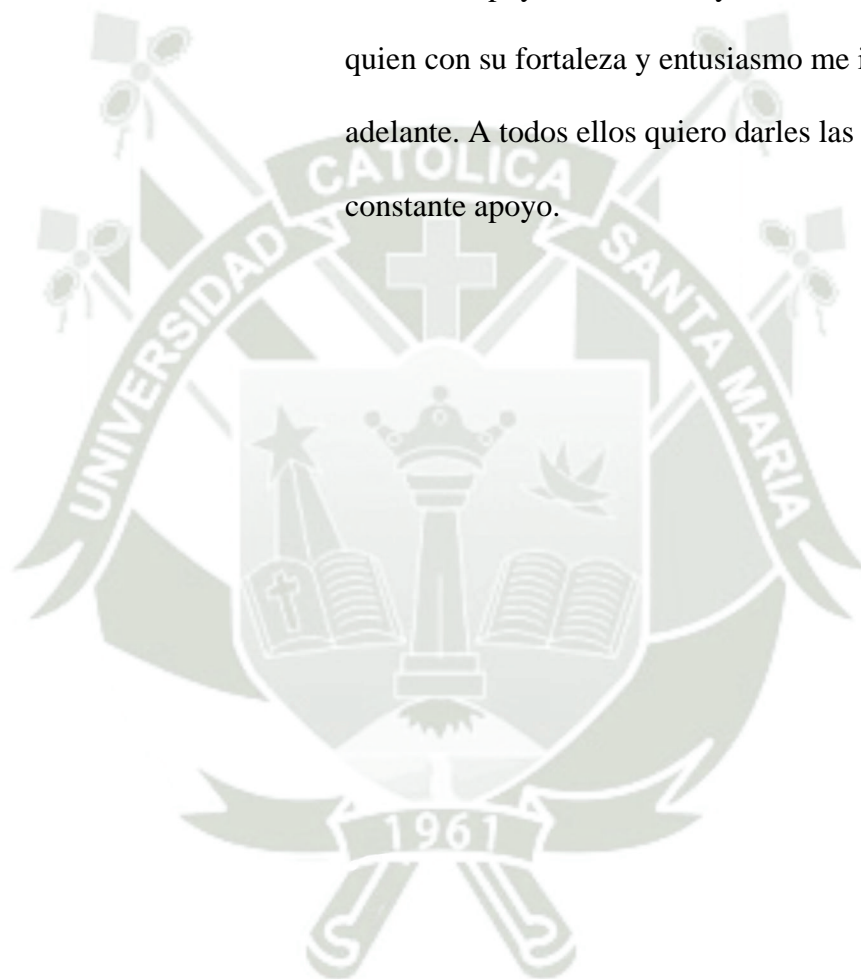 quien con su fortaleza y entusiasmo me
adelante. A todos ellos quiero darles las
constante apoyo.
UNIVERSIDAD CATOLICA SANTA MARIA
1961